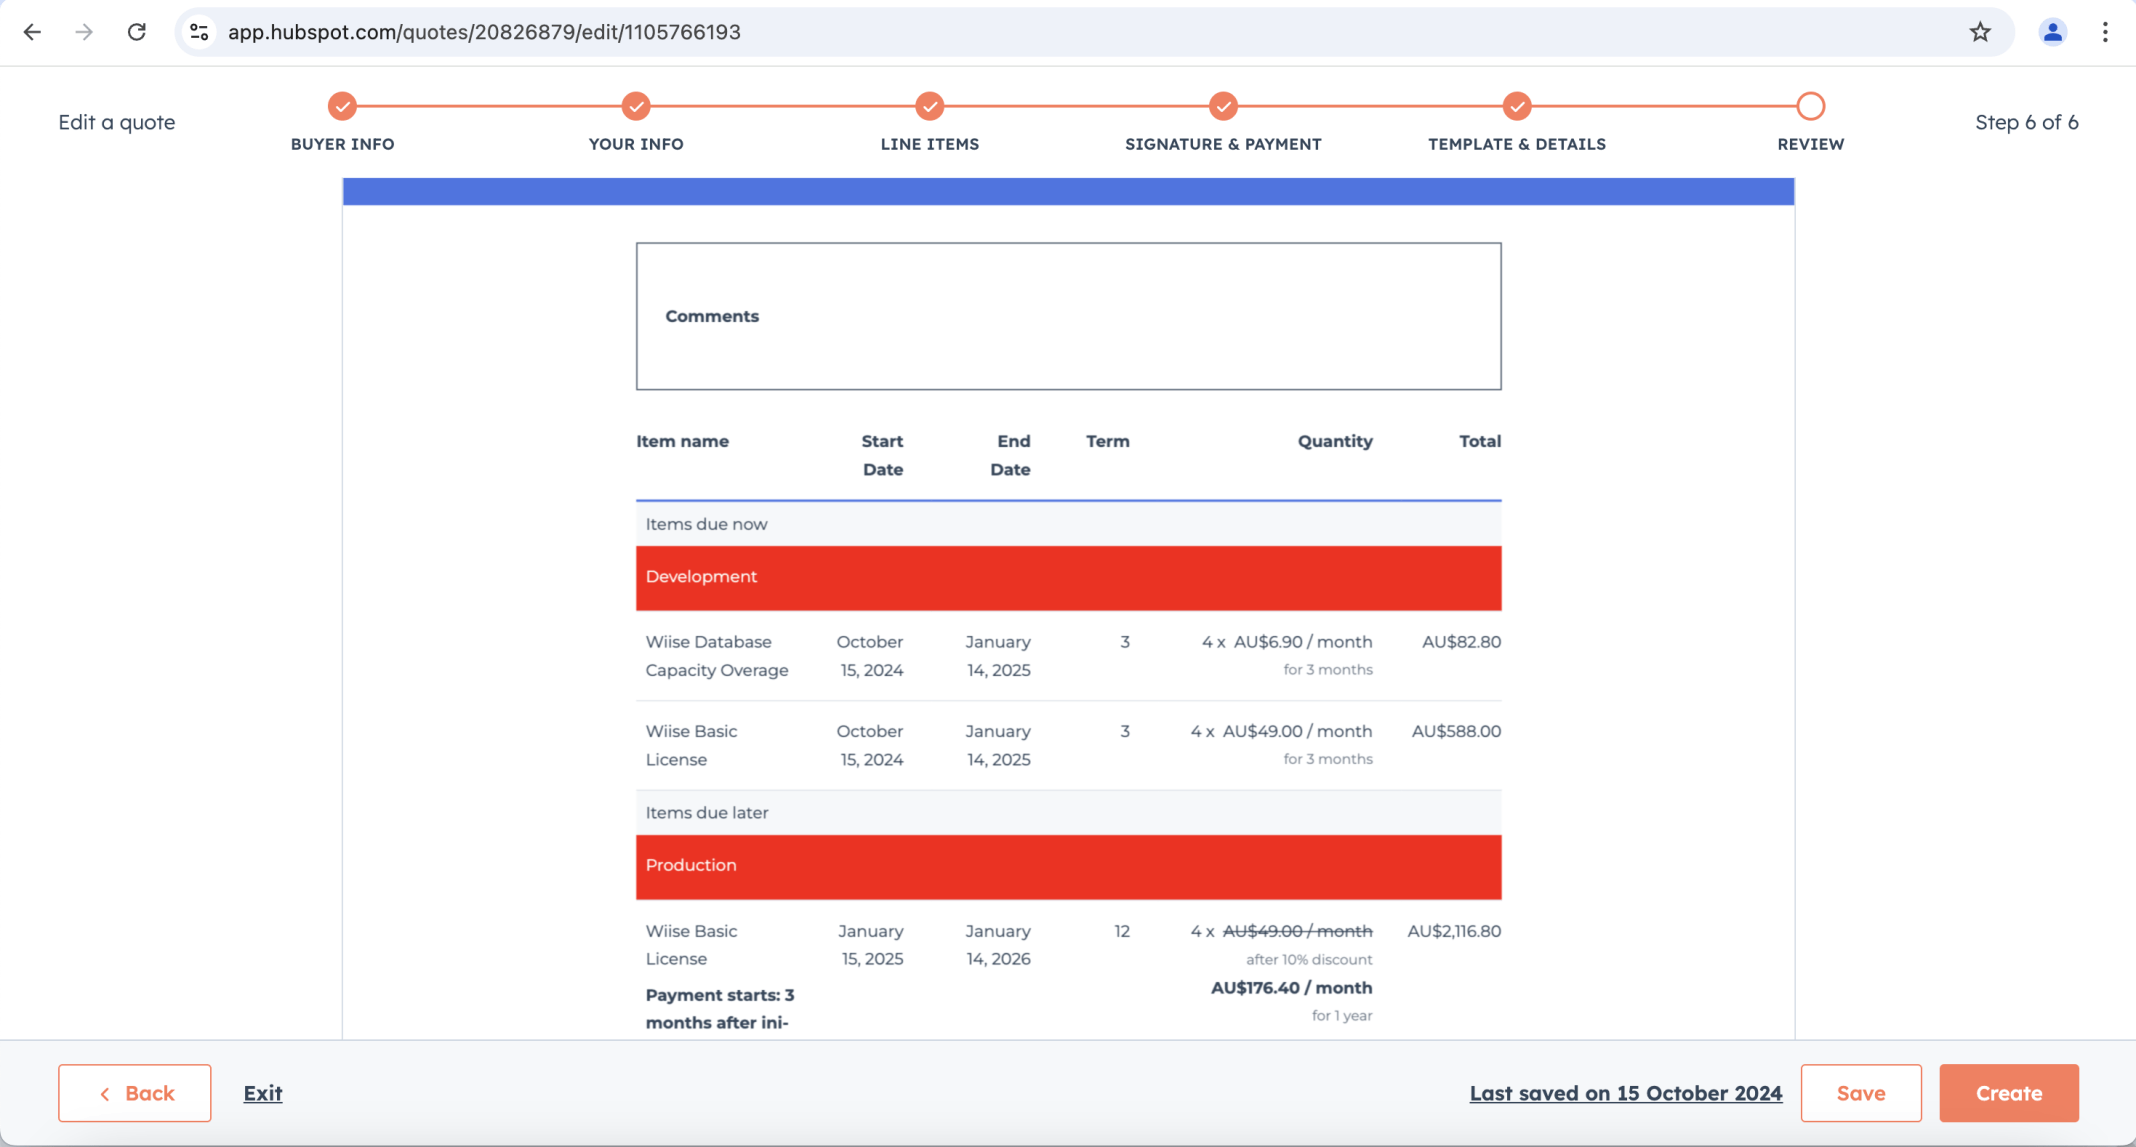 app.hubspot.com/quotes/20826879/edit/1105766193
Edit a quote
BUYER INFO
YOUR INFO
LINE ITEMS
SIGNATURE & PAYMENT
TEMPLATE & DETAILS
REVIEW
Step 6 of 6
Comments
Item name Start Date End Date Term Quantity Total
Items due now
Development
Wiise Database October January 3 4 x AU$6.90 / month AU$82.80
Capacity Overage 15, 2024 14, 2025 for 3 months
Wiise Basic October January 3 4 x AU$49.00 / month AU$588.00
License 15, 2024 14, 2025 for 3 months
Items due later
Production
Wiise Basic January January 12 4 x AU$49.00 / month AU$2,116.80
License 15, 2025 14, 2026 after 10% discount
Payment starts: 3 AU$176.40 / month
months after ini- for 1 year
Back
Exit
Last saved on 15 October 2024
Save
Create